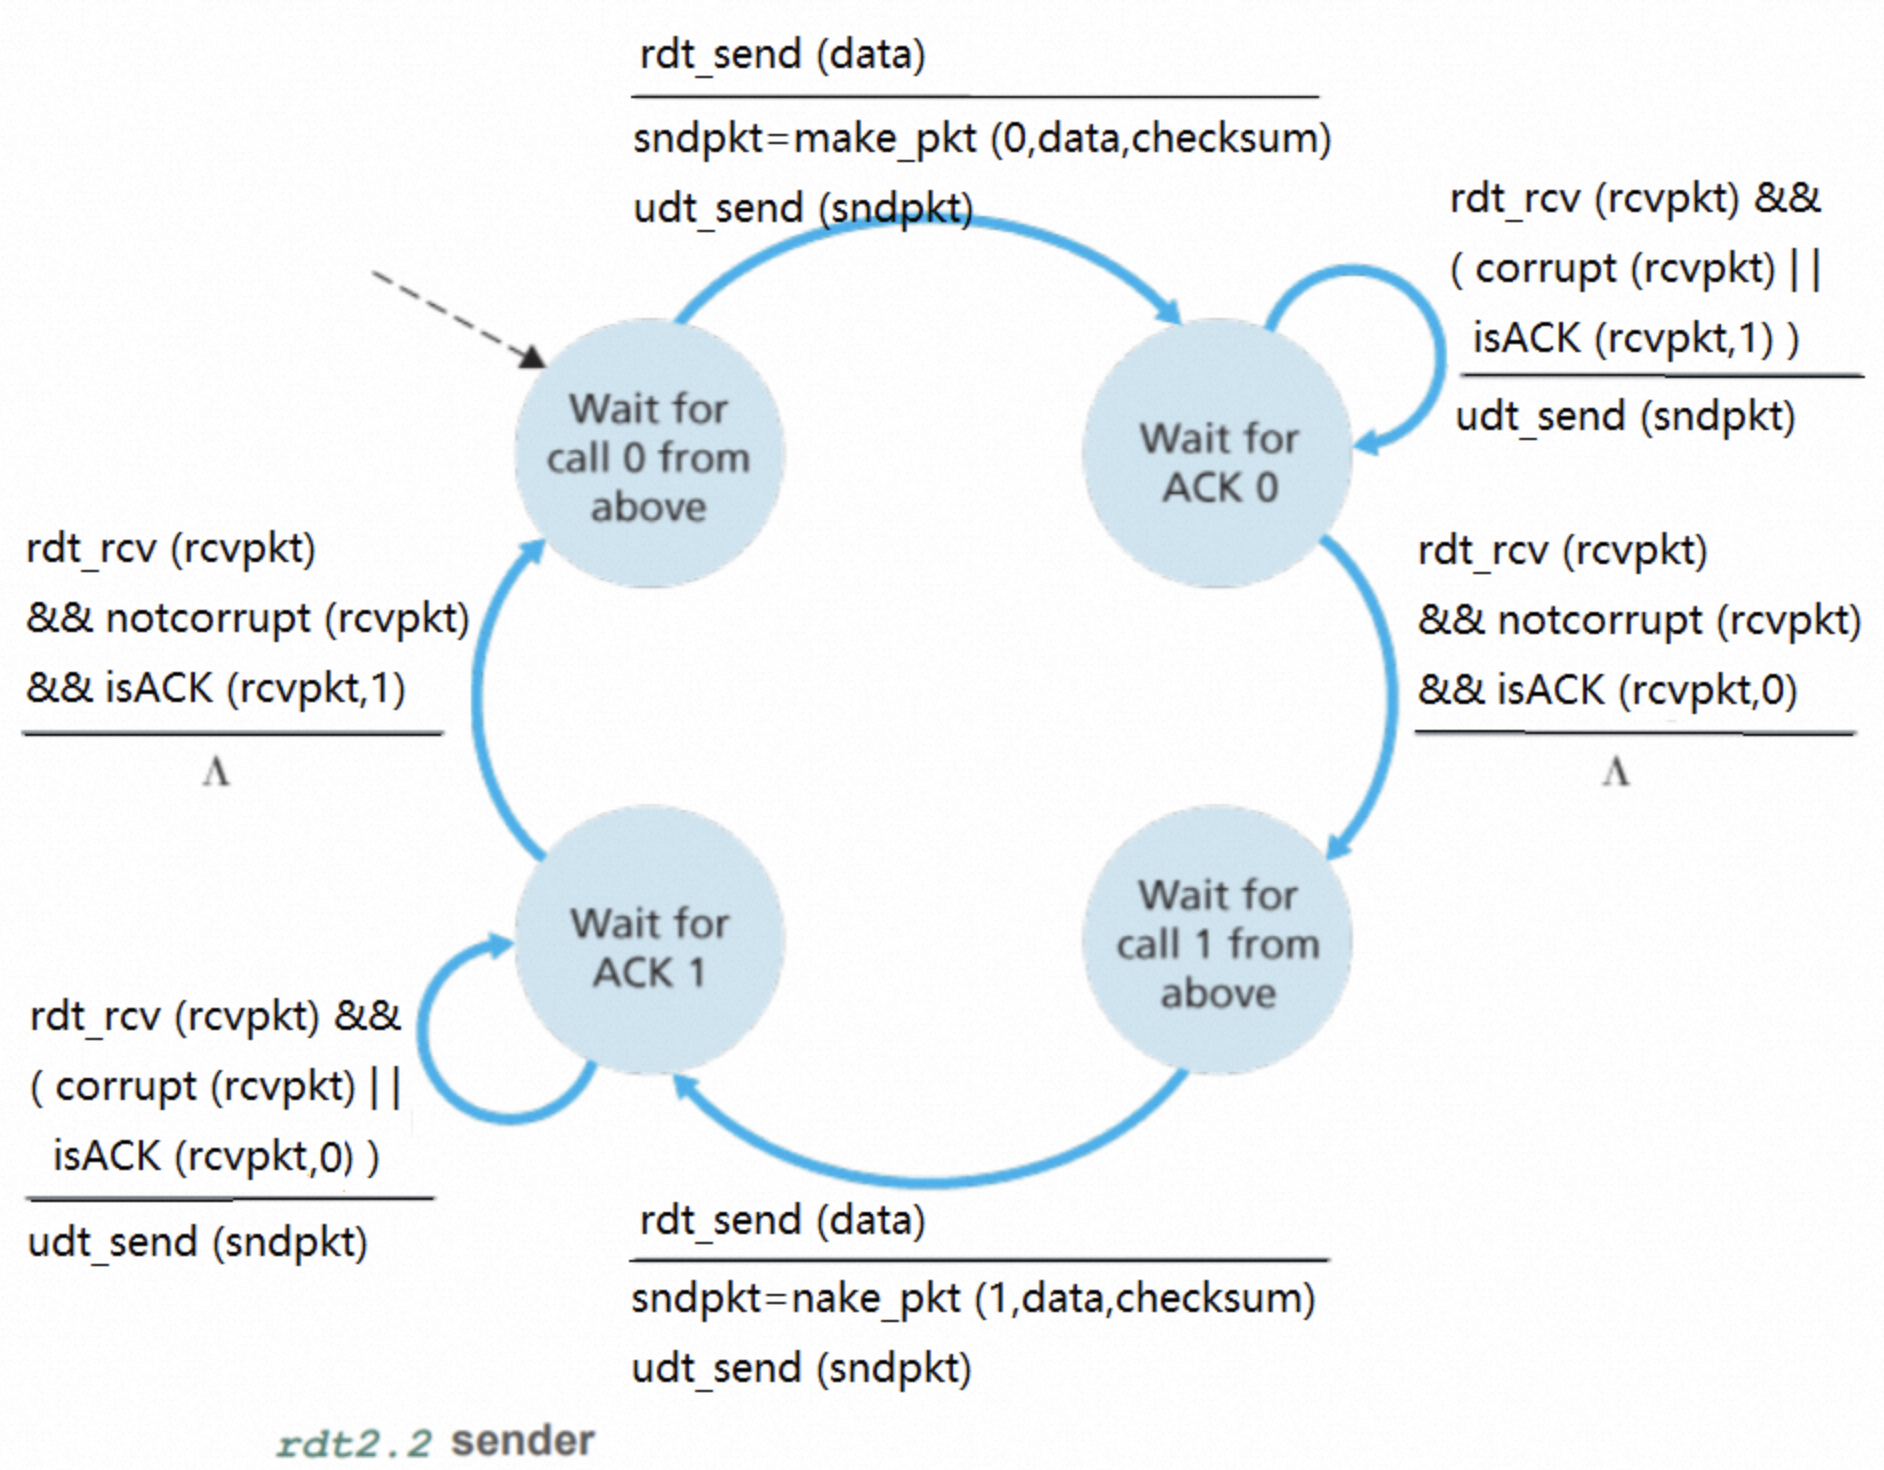 rdt_send (data)
sndpkt=make_pkt (0,data,checksum)
udt_send (sndpkt)
rdt_rcv (rcvpkt) &&
( corrupt (rcvpkt) ||
isACK (rcvpkt,1) )
udt_send (sndpkt)
Wait for
call 0 from
above
Wait for
ACK 0
rdt_rcv (rcvpkt)
&& notcorrupt (rcvpkt)
&& isACK (rcvpkt,1)
Λ
rdt_rcv (rcvpkt)
&& notcorrupt (rcvpkt)
&& isACK (rcvpkt,0)
Λ
Wait for
ACK 1
Wait for
call 1 from
above
rdt_rcv (rcvpkt) &&
( corrupt (rcvpkt) ||
isACK (rcvpkt,0) )
udt_send (sndpkt)
rdt_send (data)
sndpkt=nake_pkt (1,data,checksum)
udt_send (sndpkt)
rdt2.2 sender